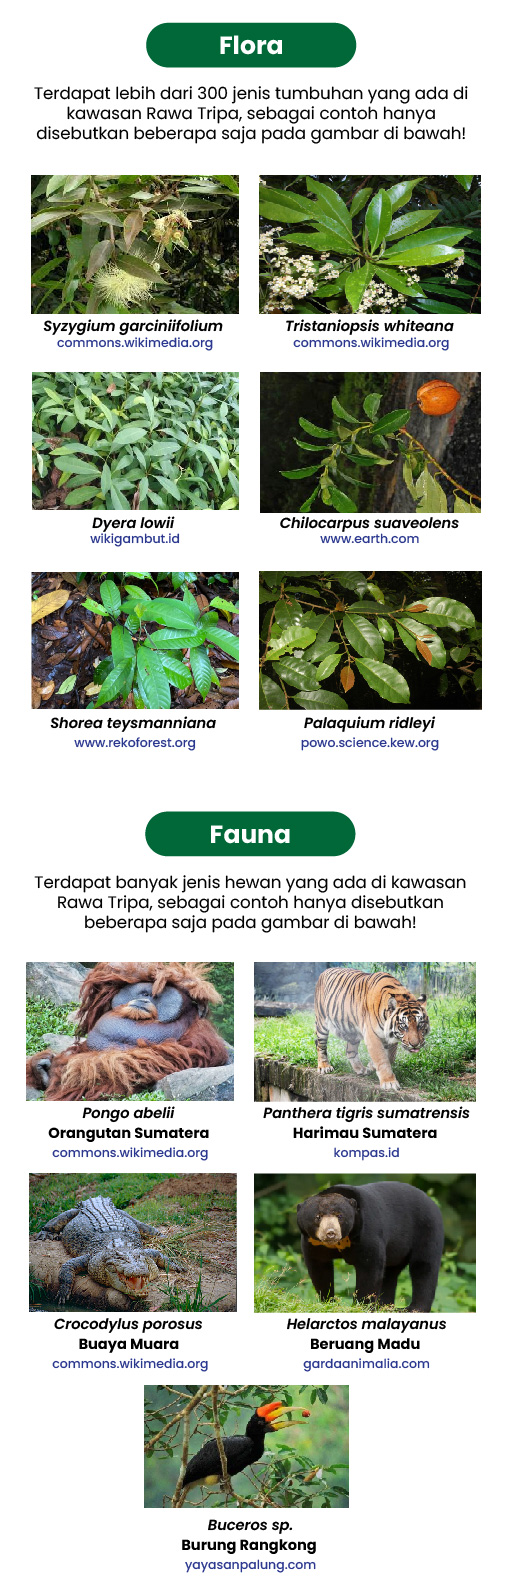 Flora
Terdapat lebih dari 300 jenis tumbuhan yang ada di
kawasan Rawa Tripa, sebagai contoh hanya
disebutkan beberapa saja pada gambar di bawah!
Syzygium garciniifolium
commons.wikimedia.org
Tristaniopsis whiteana
commons.wikimedia.org
Dyera lowii
wikigambut.id
Chilocarpus suaveolens
www.earth.com
Shorea teysmanniana
www.rekoforest.org
Palaquium ridleyi
powo.science.kew.org
Fauna
Terdapat banyak jenis hewan yang ada di kawasan
Rawa Tripa, sebagai contoh hanya disebutkan
beberapa saja pada gambar di bawah!
Pongo abelii
Orangutan Sumatera
commons.wikimedia.org
Panthera tigris sumatrensis
Harimau Sumatera
kompas.id
Crocodylus porosus
Buaya Muara
commons.wikimedia.org
Helarctos malayanus
Beruang Madu
gardaanimalia.com
Buceros sp.
Burung Rangkong
yayasanpalung.com